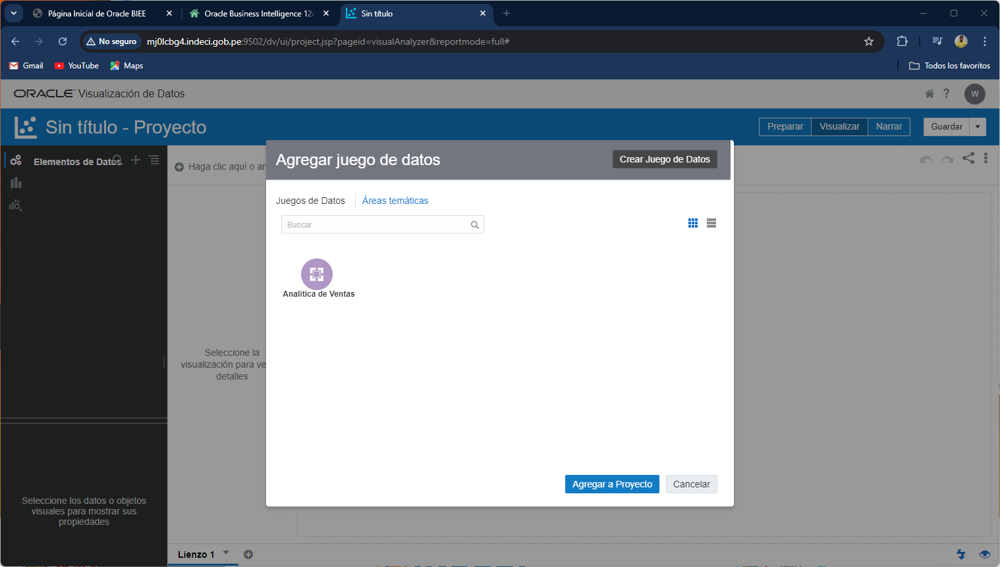 Página Inicial de Oracle BIEE
Oracle Business Intelligence 12c
Sin título
No seguro
mj0lcbg4.indeci.gob.pe:9502/dv/ui/project.jsp?pageid=visualAnalyzer&reportmode=full#
Gmail
YouTube
Maps
Todos los favoritos
ORACLE Visualización de Datos
?
W
Sin título - Proyecto
Preparar
Visualizar
Narrar
Guardar
Elementos de Datos
Haga clic aquí o ar
Agregar juego de datos
Crear Juego de Datos
Juegos de Datos
Áreas temáticas
Buscar
Analitica de Ventas
Seleccione la
visualización para ve
detalles
Agregar a Proyecto
Cancelar
Seleccione los datos o objetos
visuales para mostrar sus
propiedades
Lienzo 1